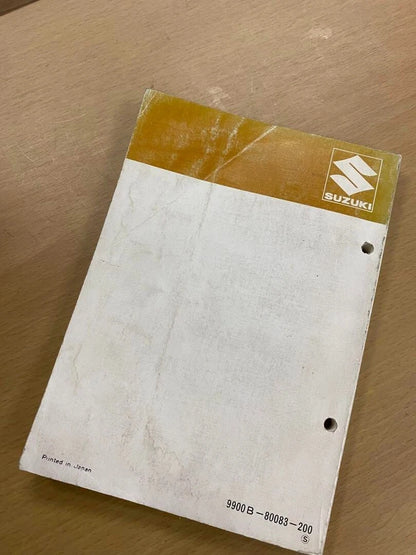 SUZUKI
Printed in Japan
9900B-80083-200
S